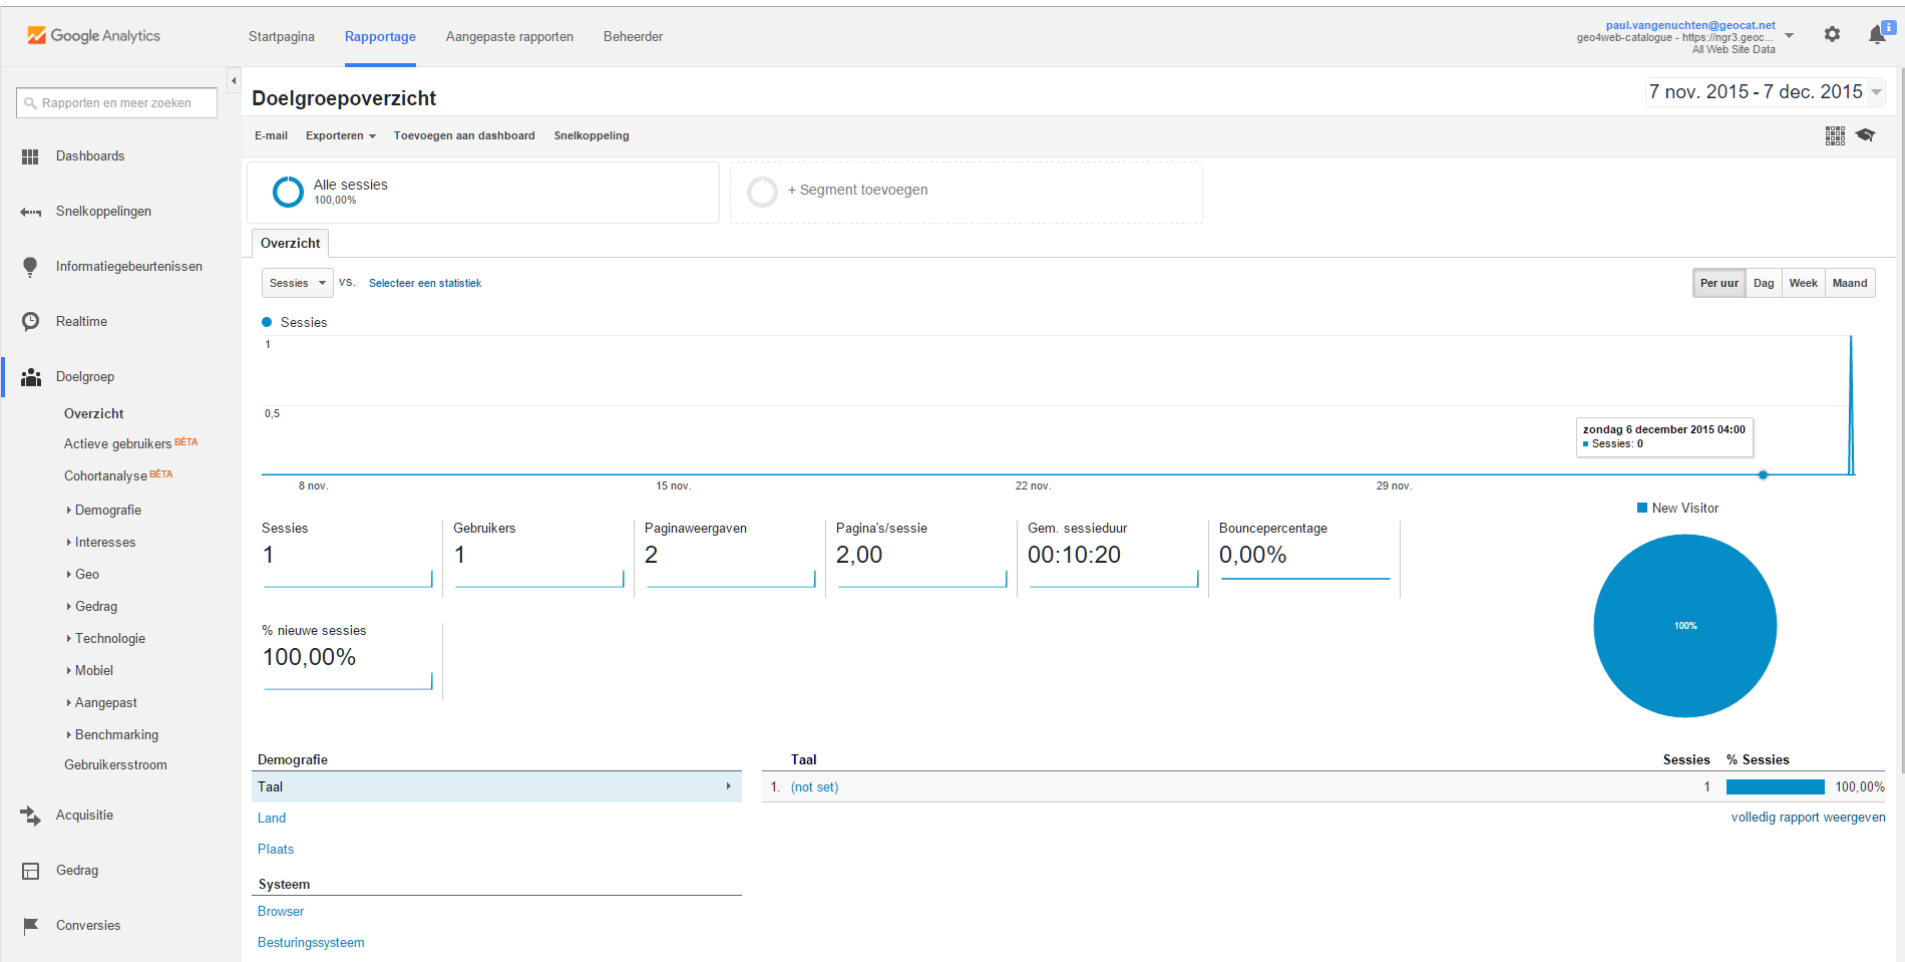 Google Analytics
Startpagina
Rapportage
Aangepaste rapporten
Beheerder
paul.vangenuchten@geocat.net
geo4web-catalogue - https://ngr3.geoc...
All Web Site Data
i
Rapporten en meer zoeken
Dashboards
Snelkoppelingen
Informatiegebeurtenissen
Realtime
Doelgroep
Overzicht
Actieve gebruikers BÈTA
Cohortanalyse BÈTA
Demografie
Interesses
Geo
Gedrag
Technologie
Mobiel
Aangepast
Benchmarking
Gebruikersstroom
Acquisitie
Gedrag
Conversies
Doelgroepoverzicht
7 nov. 2015 - 7 dec. 2015
E-mail
Exporteren
Toevoegen aan dashboard
Snelkoppeling
Alle sessies
100,00%
+ Segment toevoegen
Overzicht
Sessies
VS.
Selecteer een statistiek
Per uur
Dag
Week
Maand
Sessies
1
0,5
zondag 6 december 2015 04:00
Sessies: 0
8 nov.
15 nov.
22 nov.
29 nov.
Sessies
1
Gebruikers
1
Paginaweergaven
2
Pagina's/sessie
2,00
Gem. sessieduur
00:10:20
Bouncepercentage
0,00%
% nieuwe sessies
100,00%
New Visitor
100%
Demografie
Taal
Land
Plaats
Systeem
Browser
Besturingssysteem
Taal
Sessies
% Sessies
1. (not set)
1
100,00%
volledig rapport weergeven